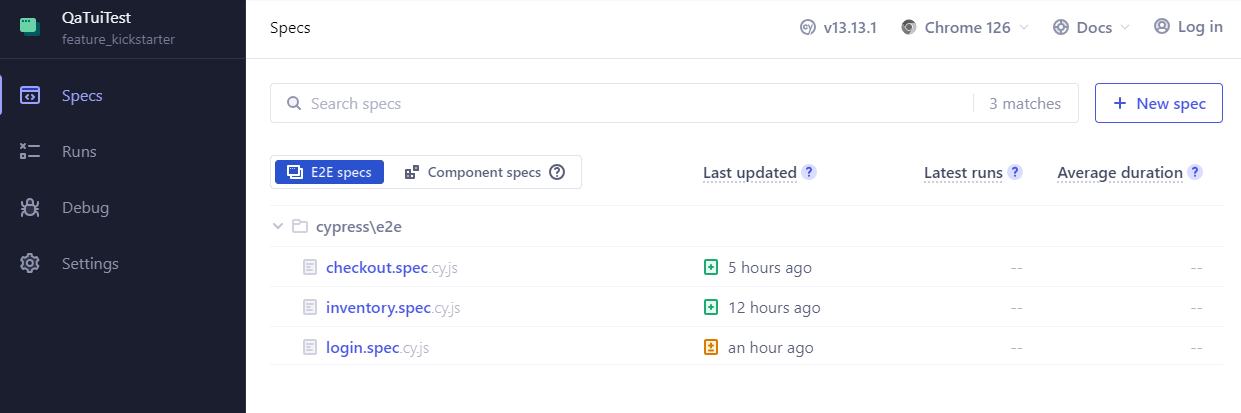 QaTuiTest
feature_kickstarter
Specs
Runs
Debug
Settings
Specs
v13.13.1 Chrome 126 Docs Log in
Search specs 3 matches + New spec
E2E specs Component specs ? Last updated ? Latest runs ? Average duration ?
cypress\e2e
checkout.spec.cy.js 5 hours ago -- --
inventory.spec.cy.js 12 hours ago -- --
login.spec.cy.js an hour ago -- --